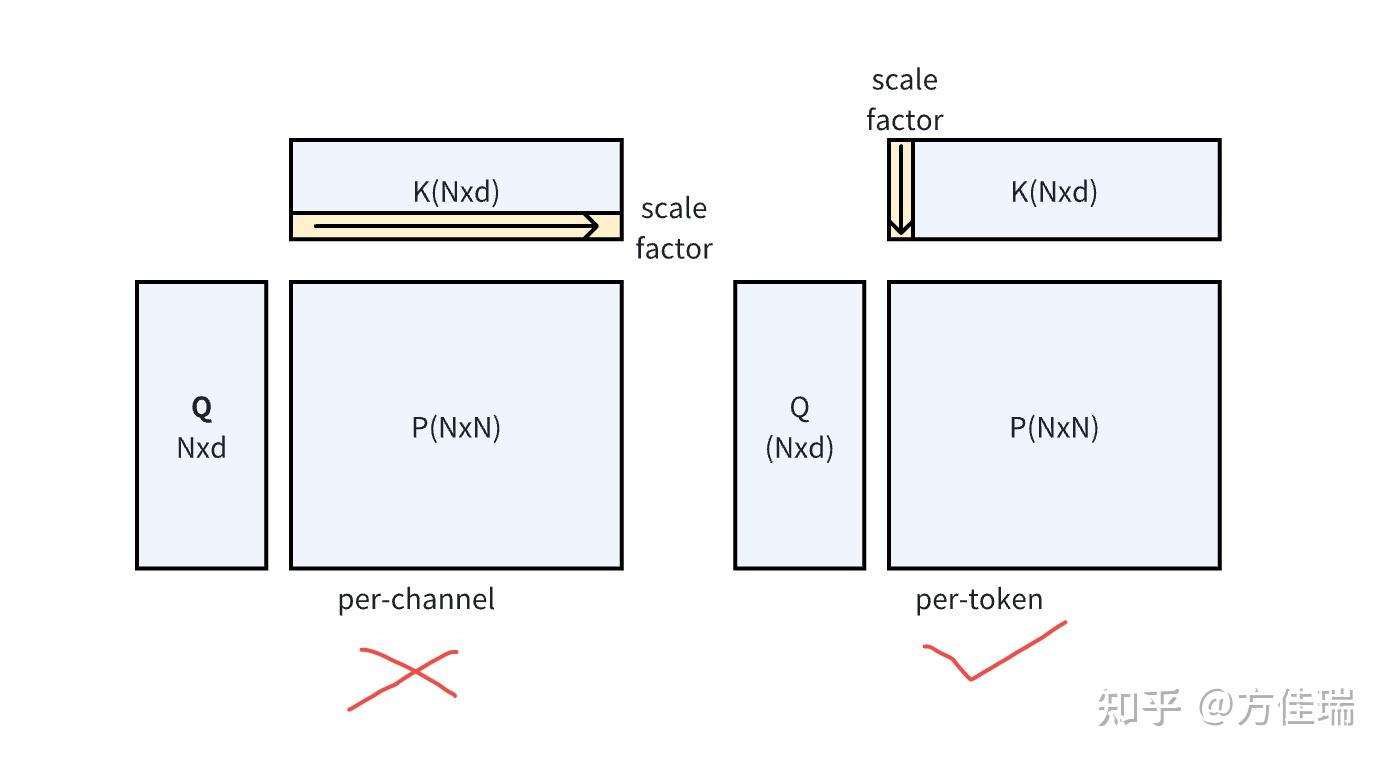 K(Nxd)
scale
factor
Q
Nxd
P(NxN)
per-channel
scale
factor
K(Nxd)
Q
(Nxd)
P(NxN)
per-token
知乎 @方佳瑞